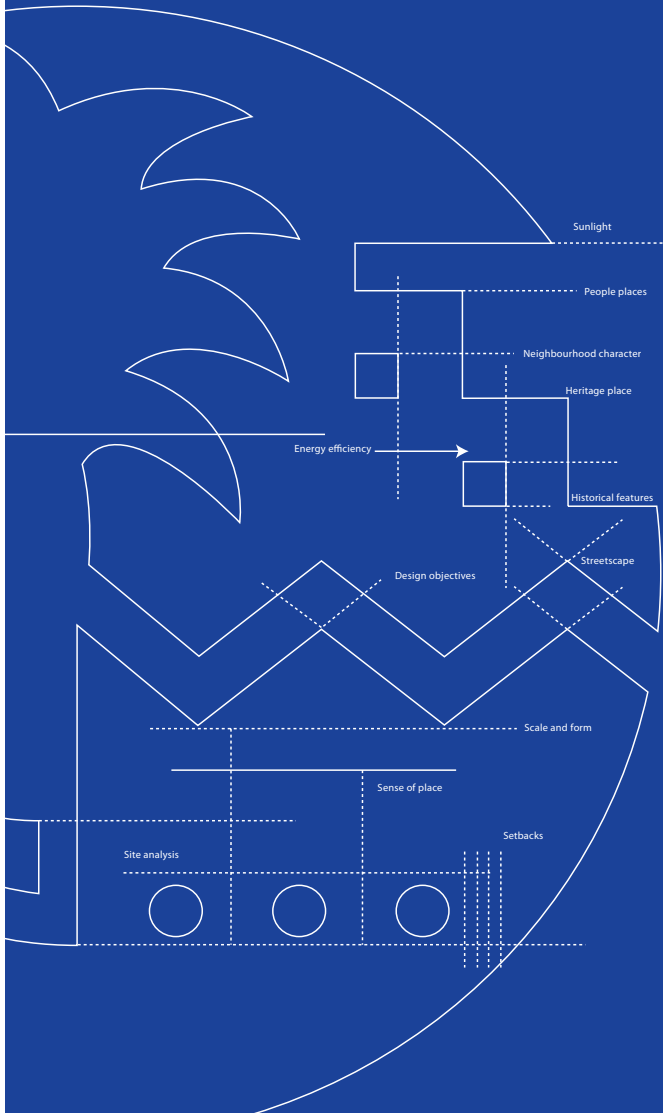 Sunlight
People places
Neighbourhood character
Heritage place
Energy efficiency
Historical features
Streetscape
Design objectives
Scale and form
Sense of place
Setbacks
Site analysis